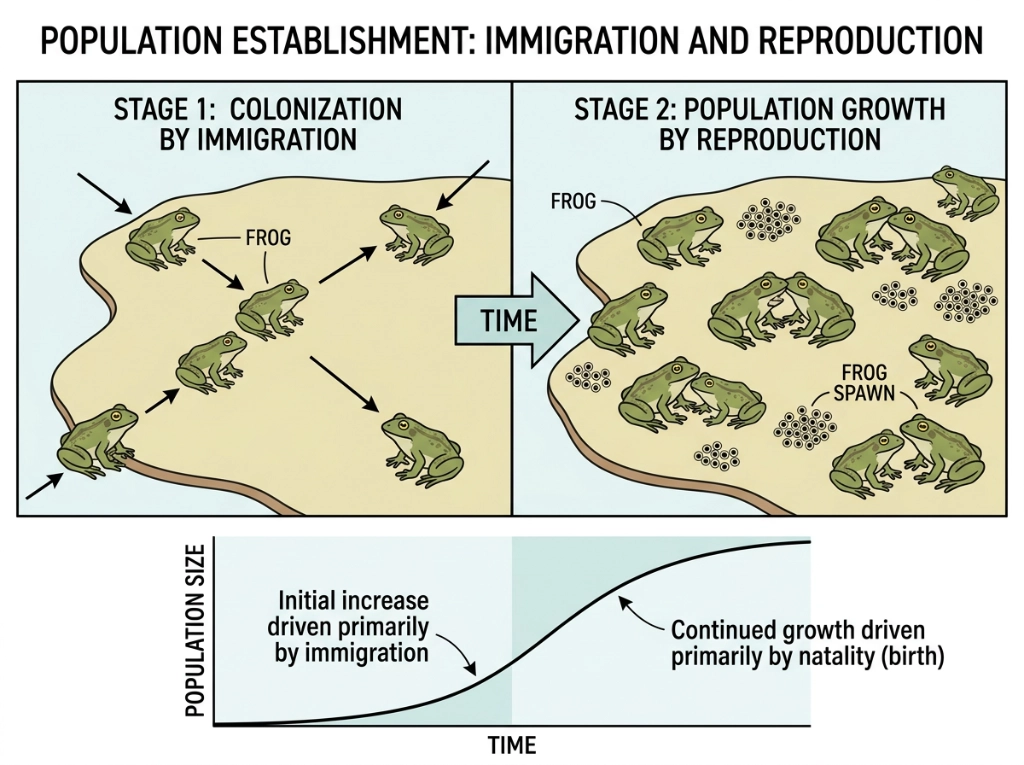 POPULATION ESTABLISHMENT: IMMIGRATION AND REPRODUCTION
STAGE 1: COLONIZATION
BY IMMIGRATION
FROG
STAGE 2: POPULATION GROWTH
BY REPRODUCTION
FROG
TIME
FROG
SPAWN
POPULATION SIZE
Initial increase
driven primarily
by immigration
Continued growth driven
primarily by natality (birth)
TIME